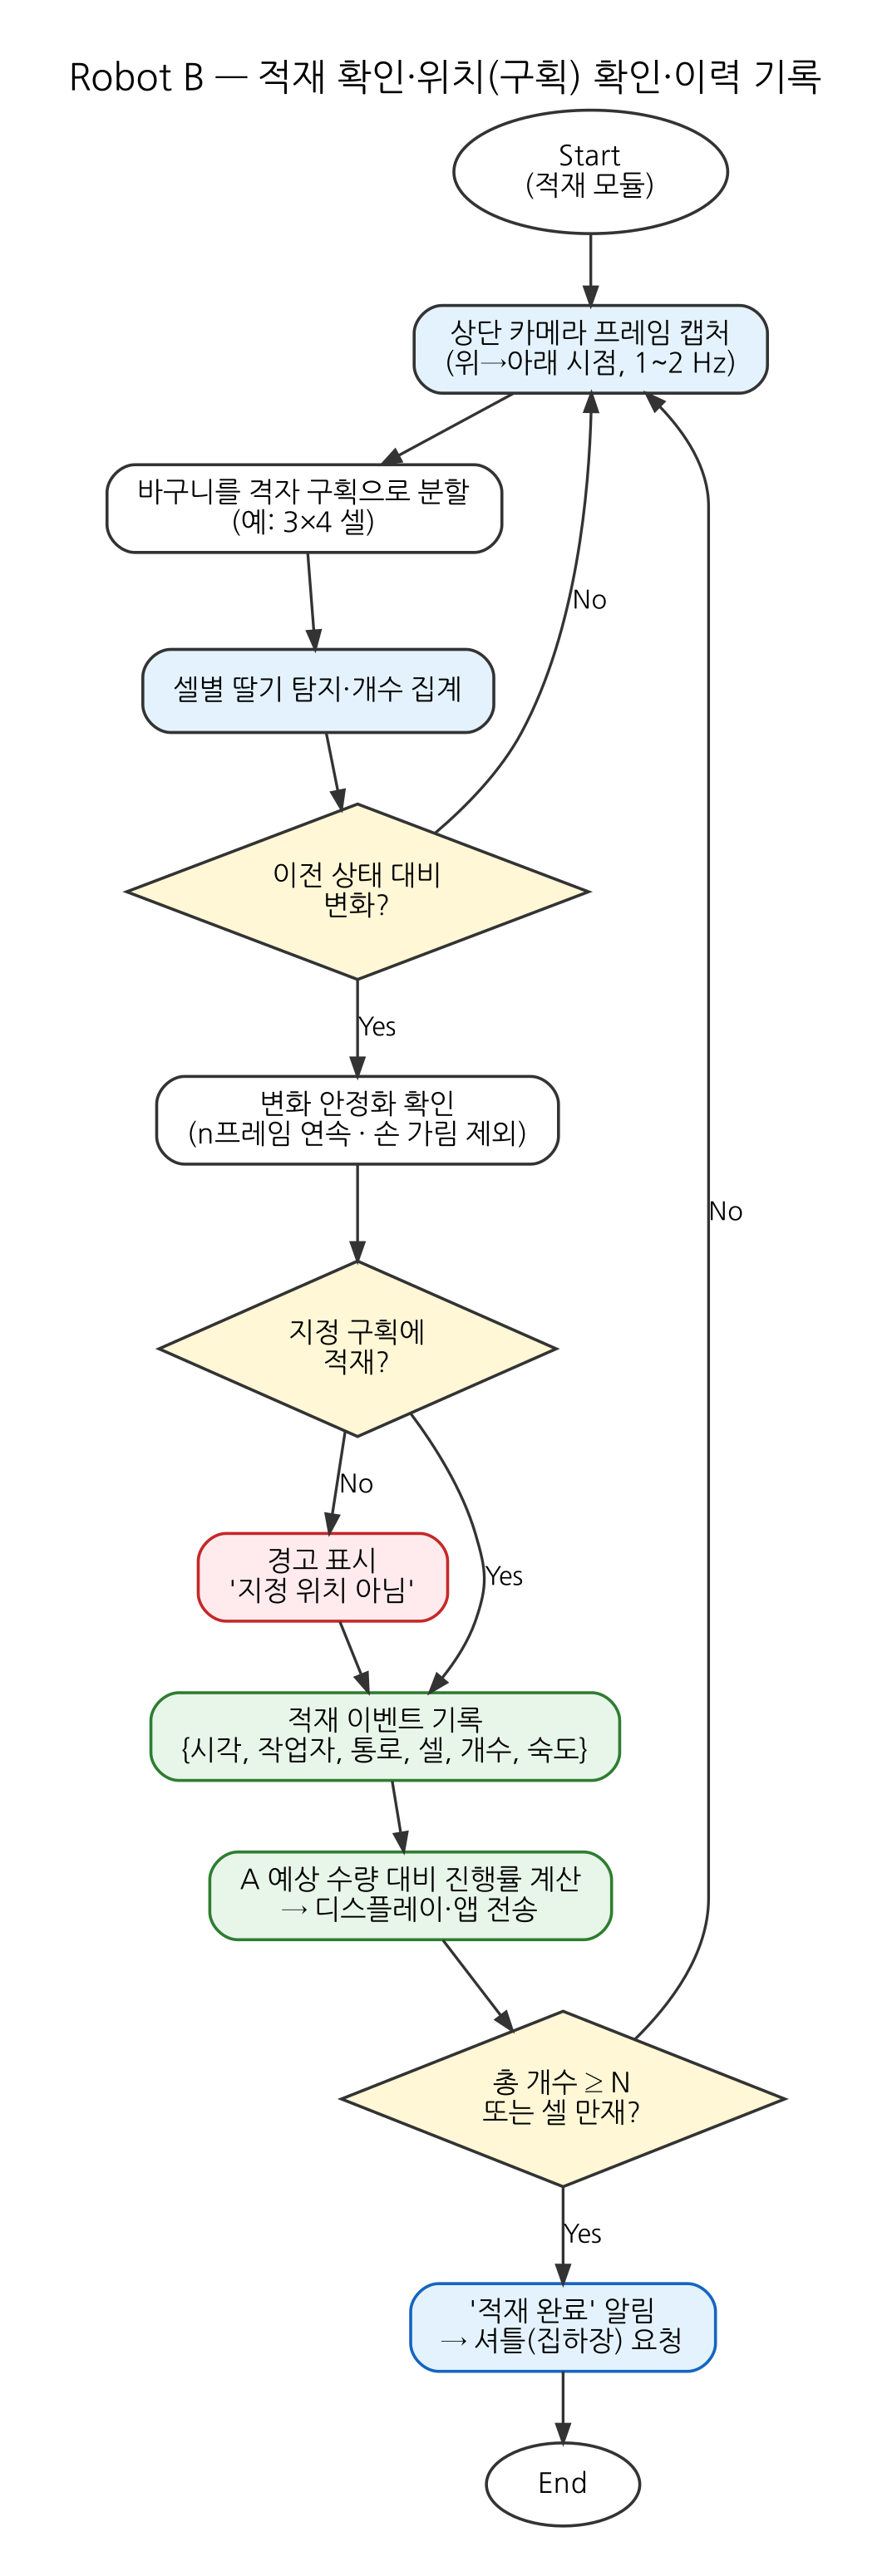 Robot B — 적재 확인·위치(구획) 확인·이력 기록
Start
(적재 모듈)
상단 카메라 프레임 캡처
(위→아래 시점, 1~2 Hz)
바구니를 격자 구획으로 분할
(예: 3×4 셀)
No
셀별 딸기 탐지·개수 집계
이전 상태 대비
변화?
Yes
변화 안정화 확인
(n프레임 연속 · 손 가림 제외)
No
지정 구획에
적재?
No
경고 표시
'지정 위치 아님'
Yes
적재 이벤트 기록
{시각, 작업자, 통로, 셀, 개수, 숙도}
A 예상 수량 대비 진행률 계산
→ 디스플레이·앱 전송
총 개수 ≥ N
또는 셀 만재?
Yes
'적재 완료' 알림
→ 셔틀(집하장) 요청
End